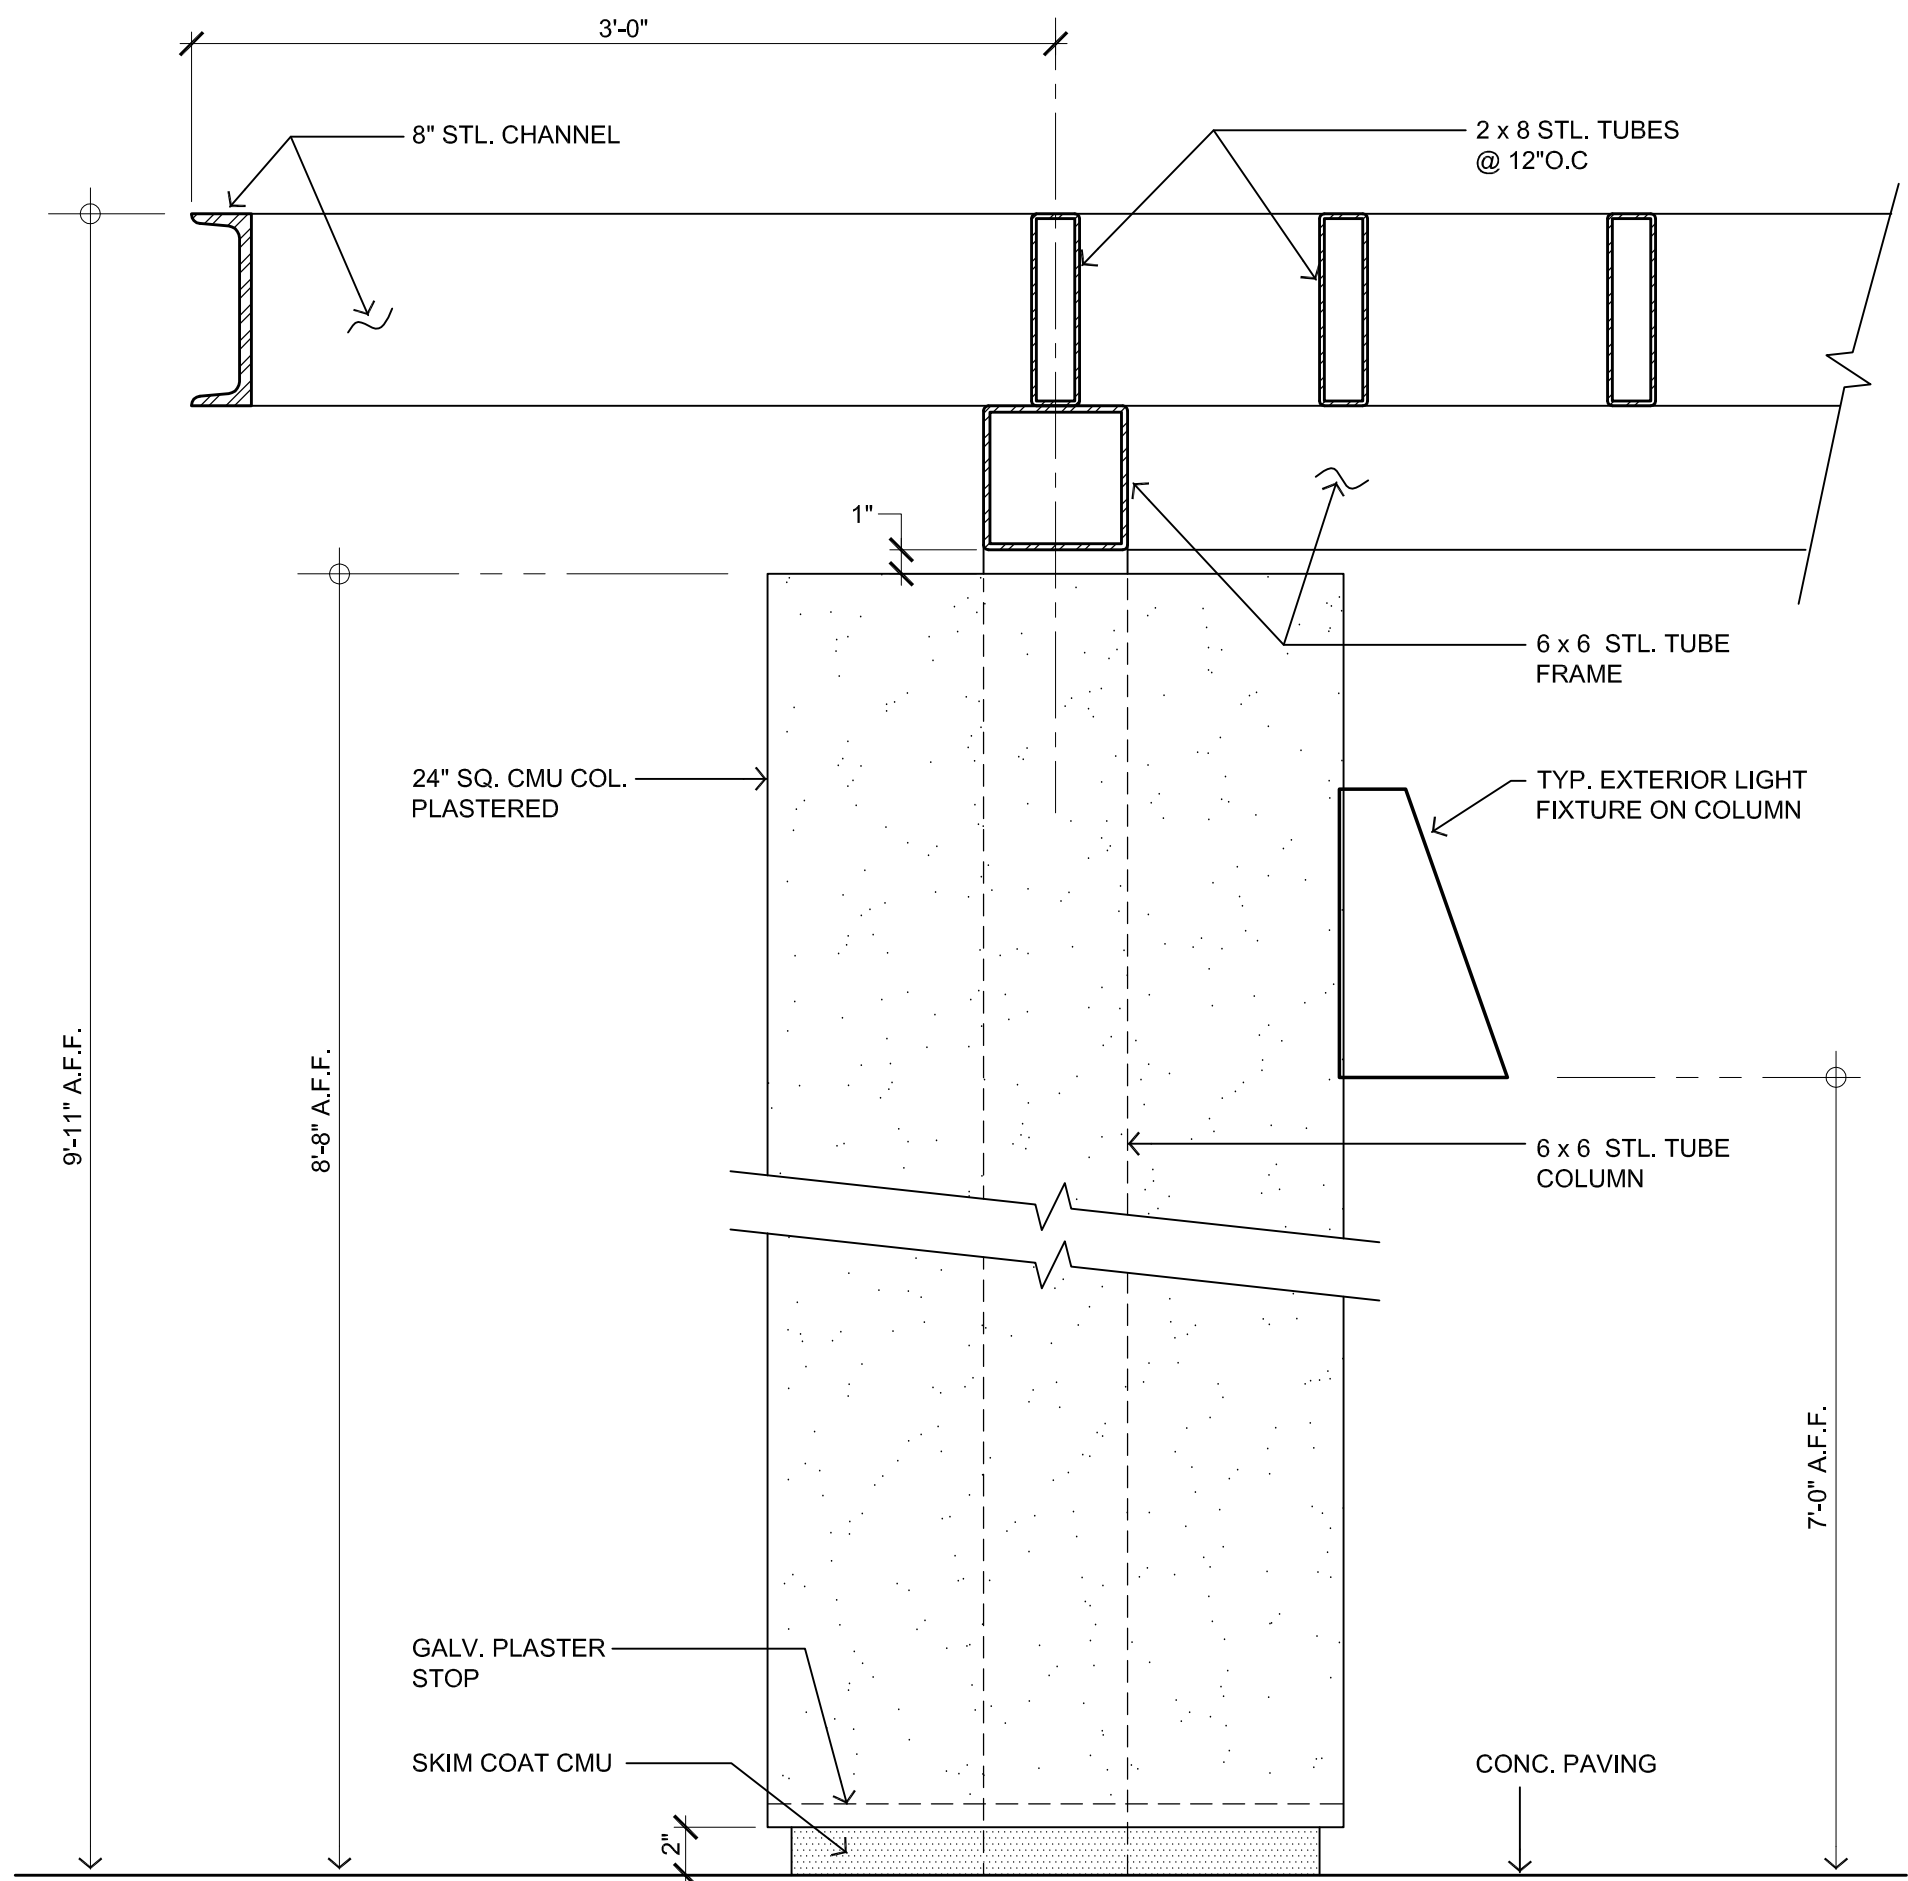 3'-0"
8" STL. CHANNEL
2 x 8 STL. TUBES
@ 12"O.C
1"
6 x 6 STL. TUBE
FRAME
24" SQ. CMU COL.
PLASTERED
TYP. EXTERIOR LIGHT
FIXTURE ON COLUMN
9'-11" A.F.F.
8'-8" A.F.F.
6 x 6 STL. TUBE
COLUMN
7'-0" A.F.F.
GALV. PLASTER
STOP
SKIM COAT CMU
CONC. PAVING
2"